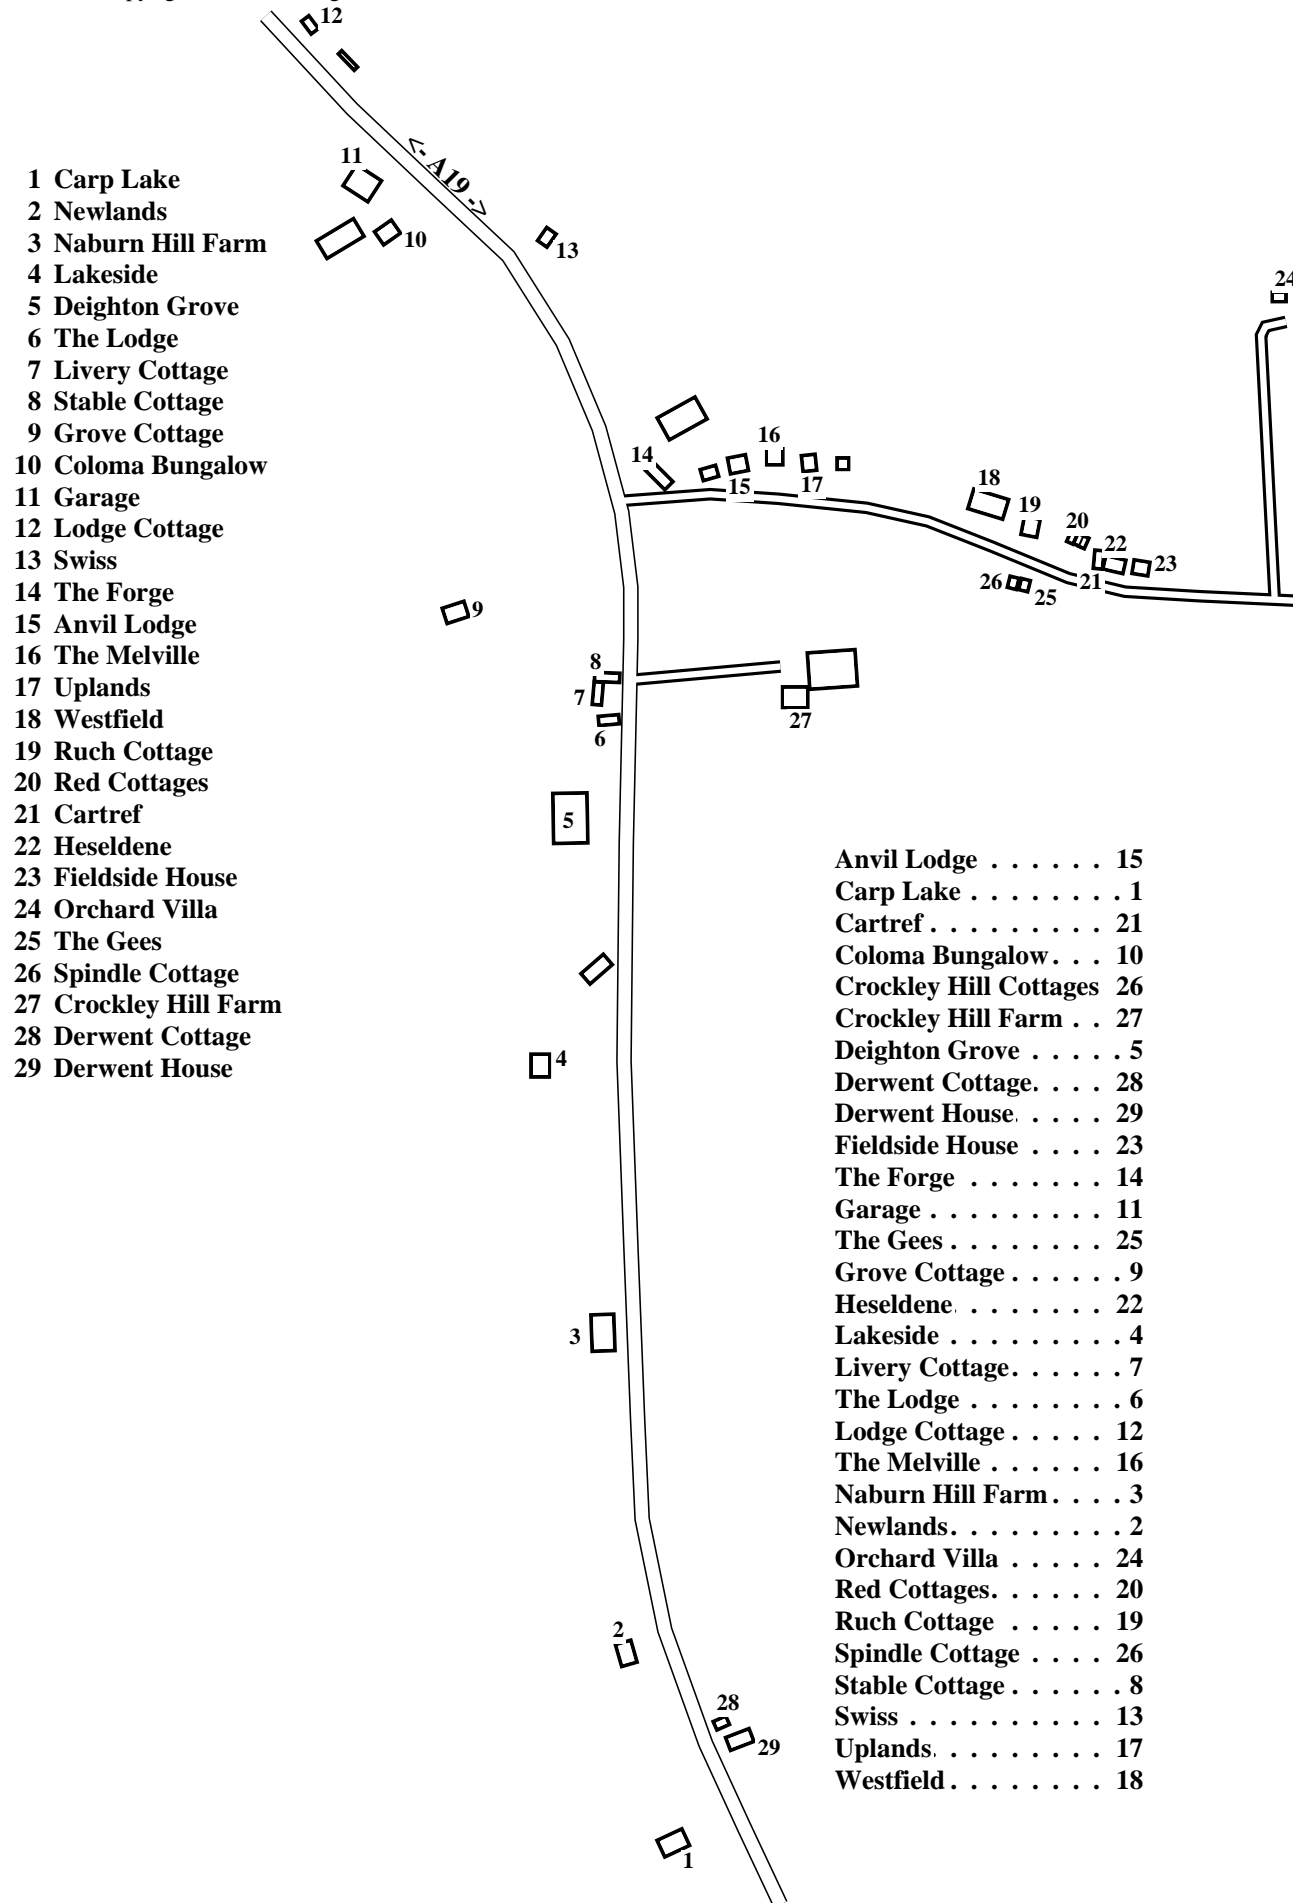 12
<- A19 ->
11
10
13
1 Carp Lake
2 Newlands
3 Naburn Hill Farm
4 Lakeside
5 Deighton Grove
6 The Lodge
7 Livery Cottage
8 Stable Cottage
9 Grove Cottage
10 Coloma Bungalow
11 Garage
12 Lodge Cottage
13 Swiss
14 The Forge
15 Anvil Lodge
16 The Melville
17 Uplands
18 Westfield
19 Ruch Cottage
20 Red Cottages
21 Cartref
22 Heseldene
23 Fieldside House
24 Orchard Villa
25 The Gees
26 Spindle Cottage
27 Crockley Hill Farm
28 Derwent Cottage
29 Derwent House
24
16
14
15
17
18
19
20
22
23
21
26
25
9
8
7
6
27
5
4
3
2
28
29
1
Anvil Lodge . . . . . . 15
Carp Lake . . . . . . . . 1
Cartref . . . . . . . . . 21
Coloma Bungalow . . . 10
Crockley Hill Cottages 26
Crockley Hill Farm . . 27
Deighton Grove . . . . . 5
Derwent Cottage . . . . 28
Derwent House . . . . . 29
Fieldside House . . . . 23
The Forge . . . . . . . 14
Garage . . . . . . . . . 11
The Gees . . . . . . . . 25
Grove Cottage . . . . . . 9
Heseldene . . . . . . . . 22
Lakeside . . . . . . . . . 4
Livery Cottage . . . . . . 7
The Lodge . . . . . . . . 6
Lodge Cottage . . . . . 12
The Melville . . . . . . 16
Naburn Hill Farm . . . . 3
Newlands . . . . . . . . . 2
Orchard Villa . . . . . 24
Red Cottages . . . . . . 20
Ruch Cottage . . . . . 19
Spindle Cottage . . . . 26
Stable Cottage . . . . . . 8
Swiss . . . . . . . . . . 13
Uplands . . . . . . . . . 17
Westfield . . . . . . . . 18